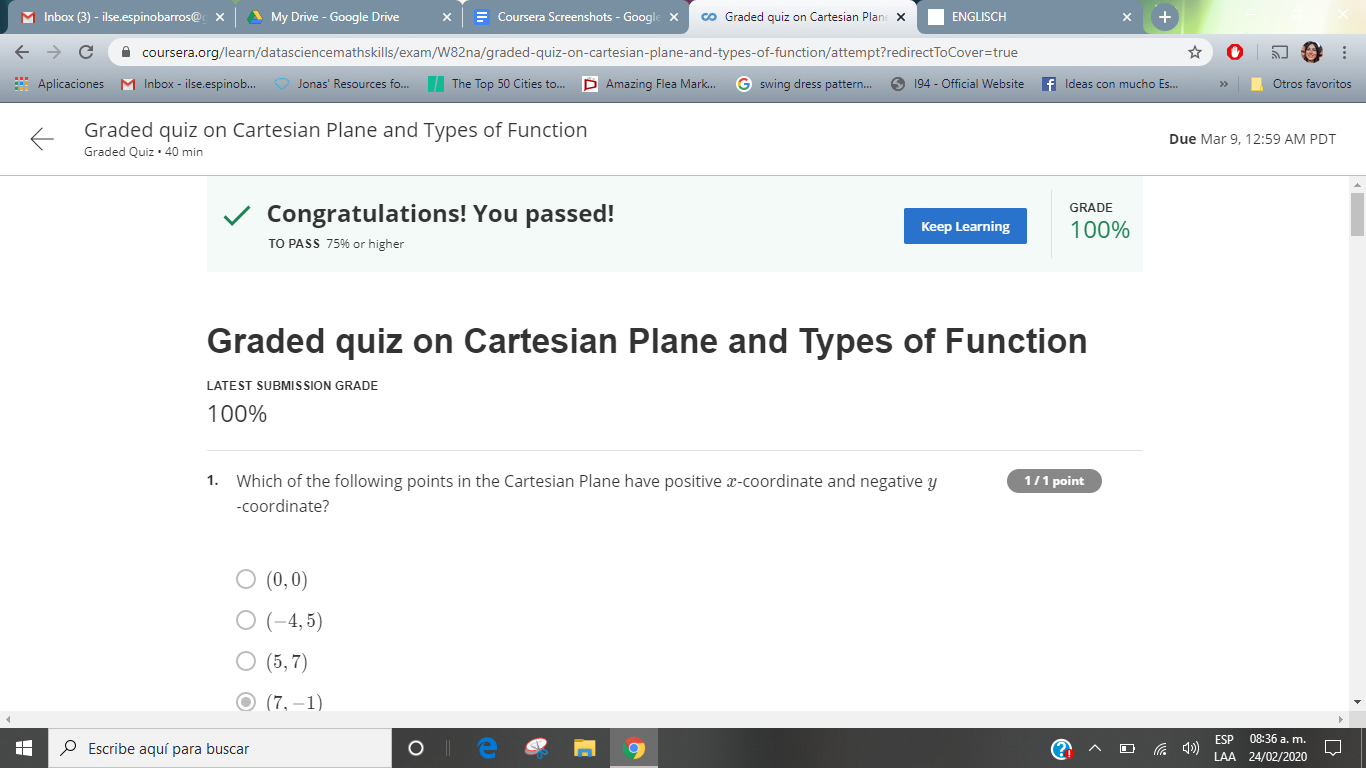 Inbox (3) - ilse.espinobarros@g
My Drive - Google Drive
Coursera Screenshots - Google
Graded quiz on Cartesian Plane
ENGLISCH
coursera.org/learn/datasciencemathskills/exam/W82na/graded-quiz-on-cartesian-plane-and-types-of-function/attempt?redirectToCover=true
Aplicaciones
Inbox - ilse.espinob...
Jonas' Resources fo...
The Top 50 Cities to...
Amazing Flea Mark...
swing dress pattern...
I94 - Official Website
Ideas con mucho Es...
»
Otros favoritos
Graded quiz on Cartesian Plane and Types of Function
Graded Quiz • 40 min
Due Mar 9, 12:59 AM PDT
Congratulations! You passed!
TO PASS 75% or higher
Keep Learning
GRADE
100%
Graded quiz on Cartesian Plane and Types of Function
LATEST SUBMISSION GRADE
100%
1. Which of the following points in the Cartesian Plane have positive x-coordinate and negative y
-coordinate?
1 / 1 point
(0, 0)
(−4, 5)
(5, 7)
(7, −1)
Escribe aquí para buscar
ESP
LAA
08:36 a. m.
24/02/2020